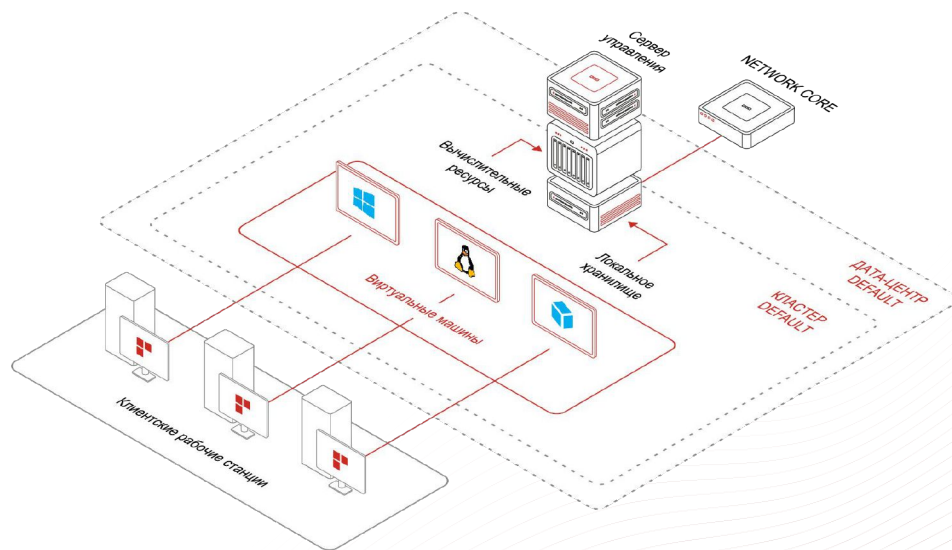 Сервер
управления
NETWORK CORE
Вычислительные
ресурсы
Локальное
хранилище
ДАТА-ЦЕНТР
DEFAULT
КЛАСТЕР
DEFAULT
Виртуальные машины
Клиентские рабочие станции